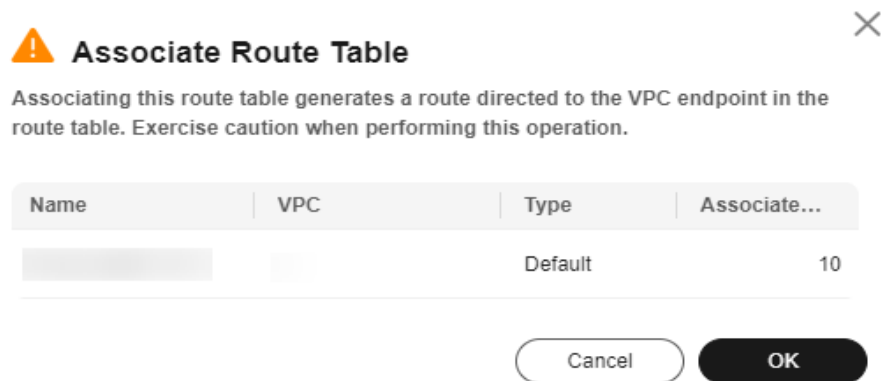 Associate Route Table
Associating this route table generates a route directed to the VPC endpoint in the
route table. Exercise caution when performing this operation.
Name VPC Type Associate...
Default 10
Cancel OK